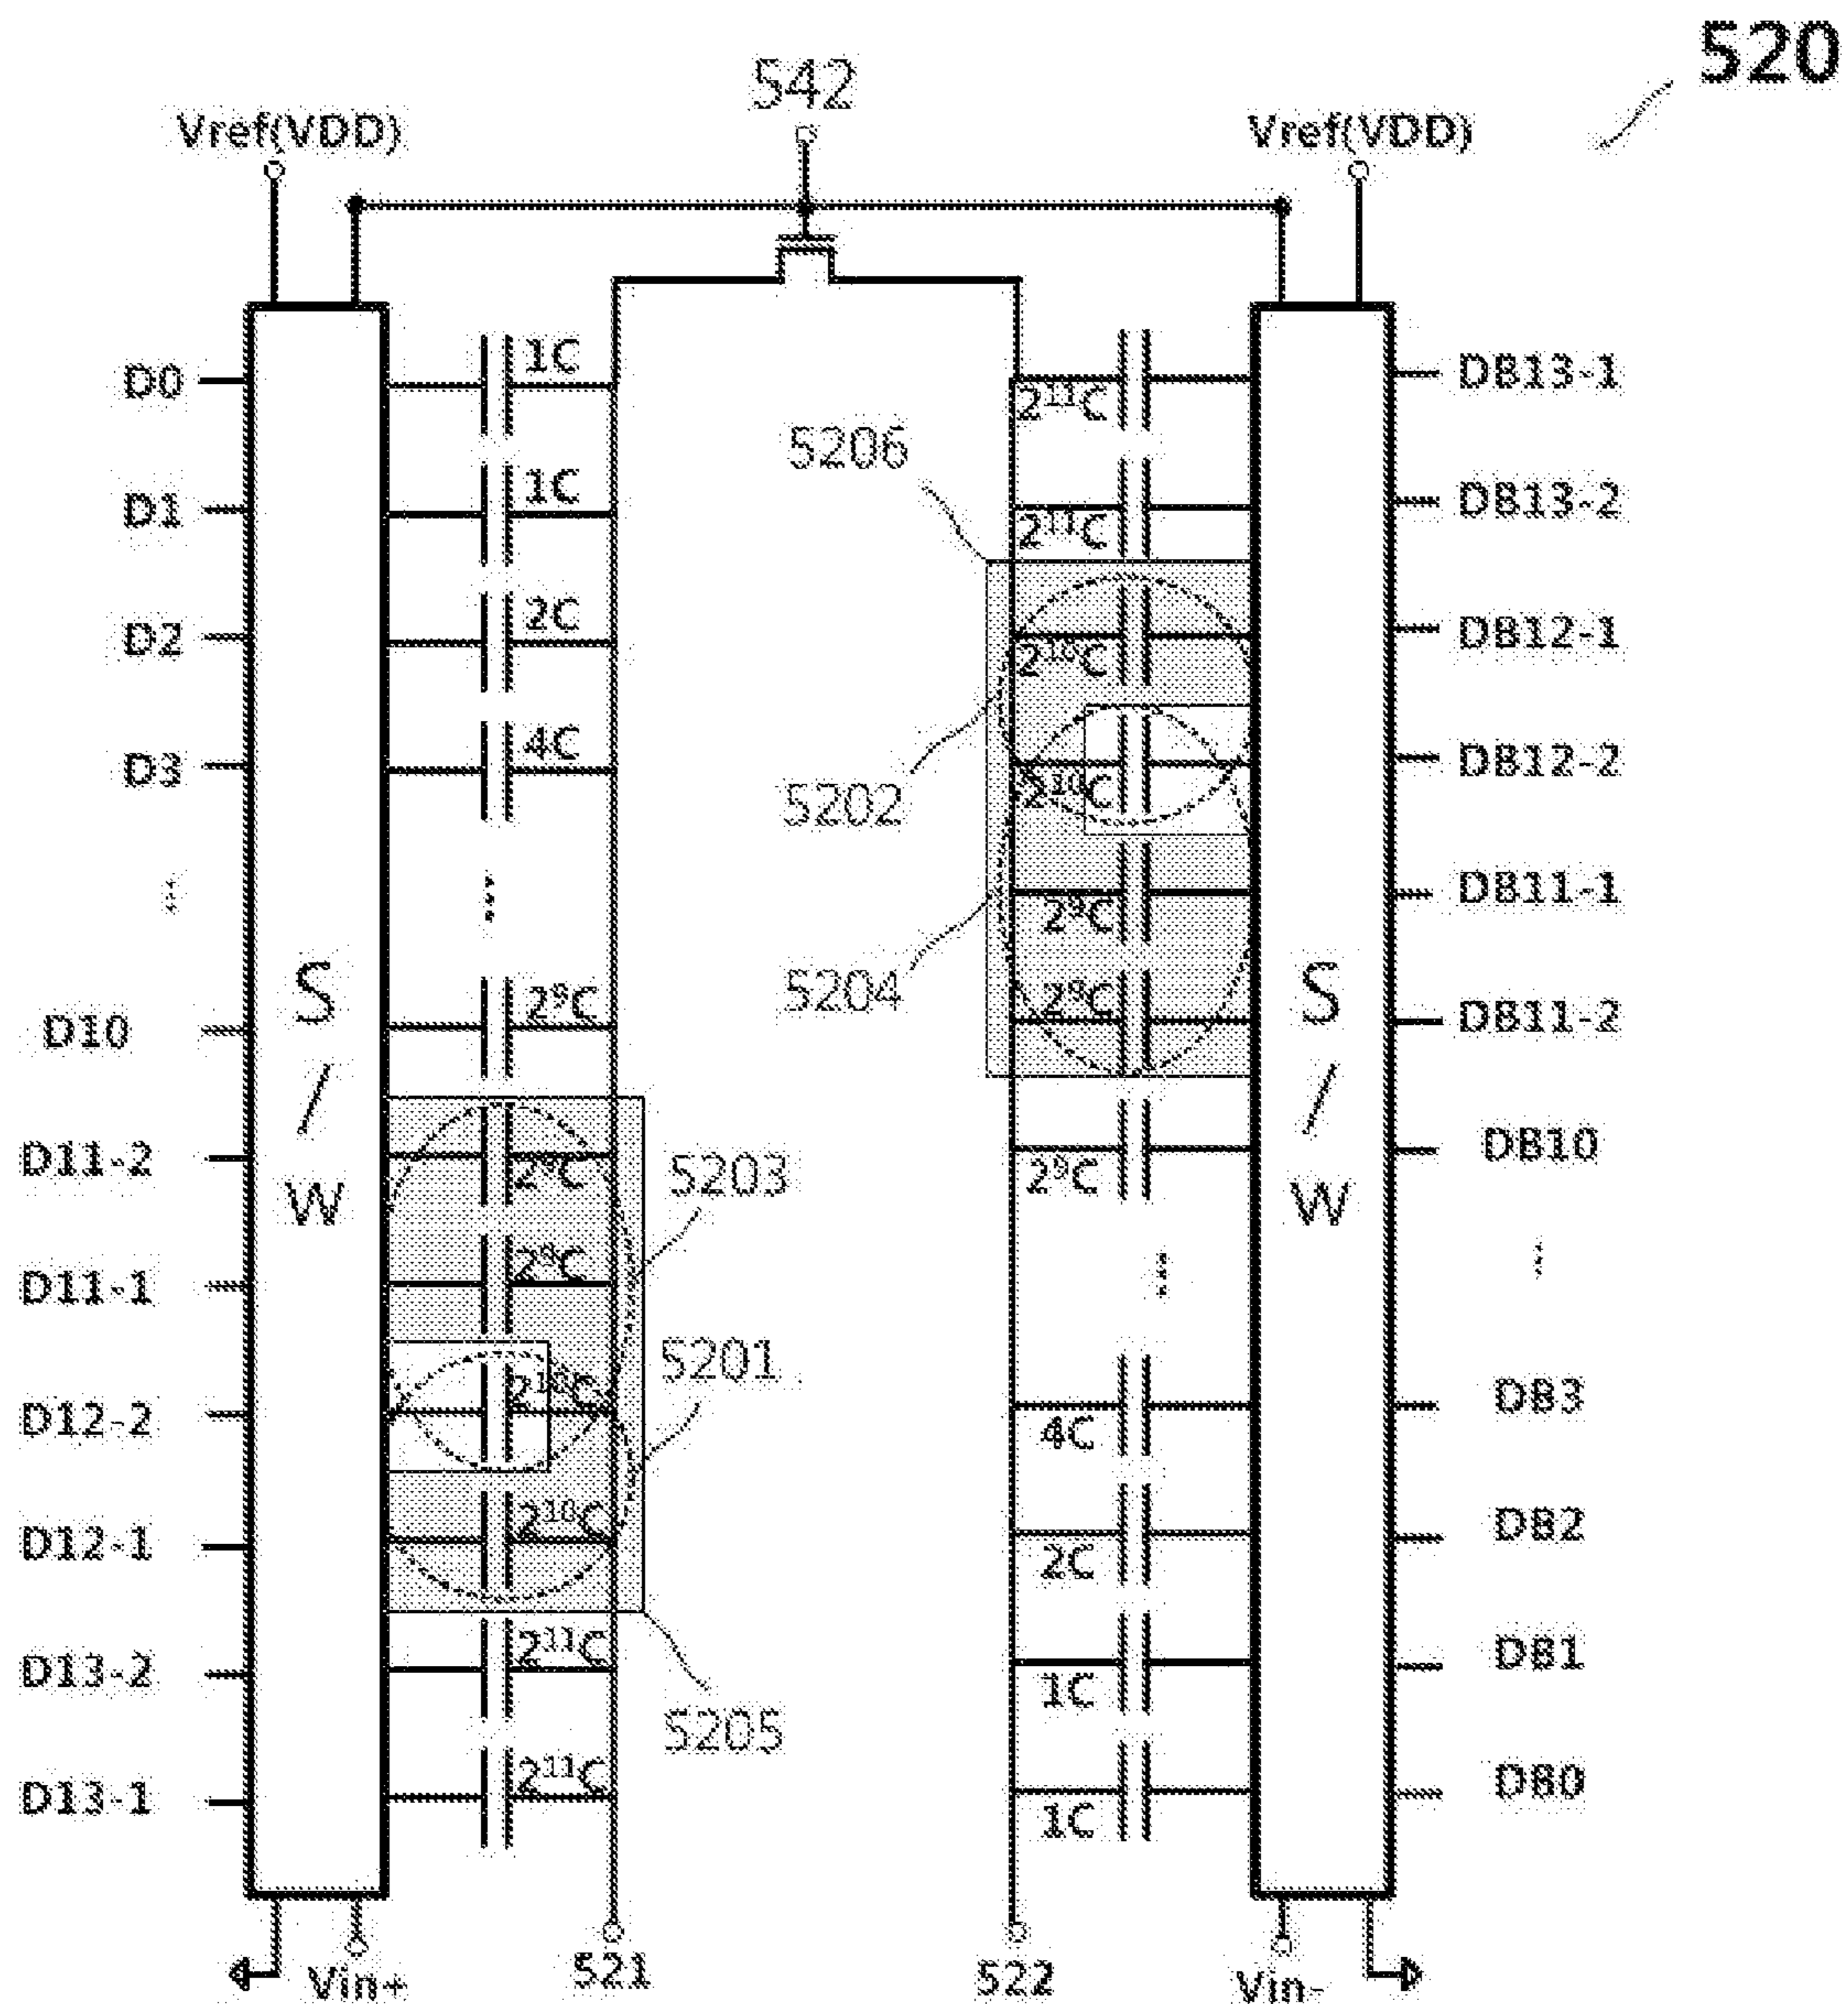 520
542
Vref(VDD)
Vref(VDD)
D0
1C
2¹¹C
DB13-1
5206
D1
1C
2¹¹C
DB13-2
D2
2C
2¹⁰C
DB12-1
D3
4C
5202
2¹⁰C
DB12-2
...
...
2⁹C
DB11-1
S/W
S/W
D10
2⁹C
5204
2⁹C
DB11-2
D11-2
2⁹C
5203
2⁹C
DB10
D11-1
2⁹C
...
...
5201
D12-2
2¹⁰C
4C
DB3
D12-1
2¹⁰C
2C
DB2
D13-2
2¹¹C
5205
1C
DB1
D13-1
2¹¹C
1C
DB0
Vin+
521
522
Vin-